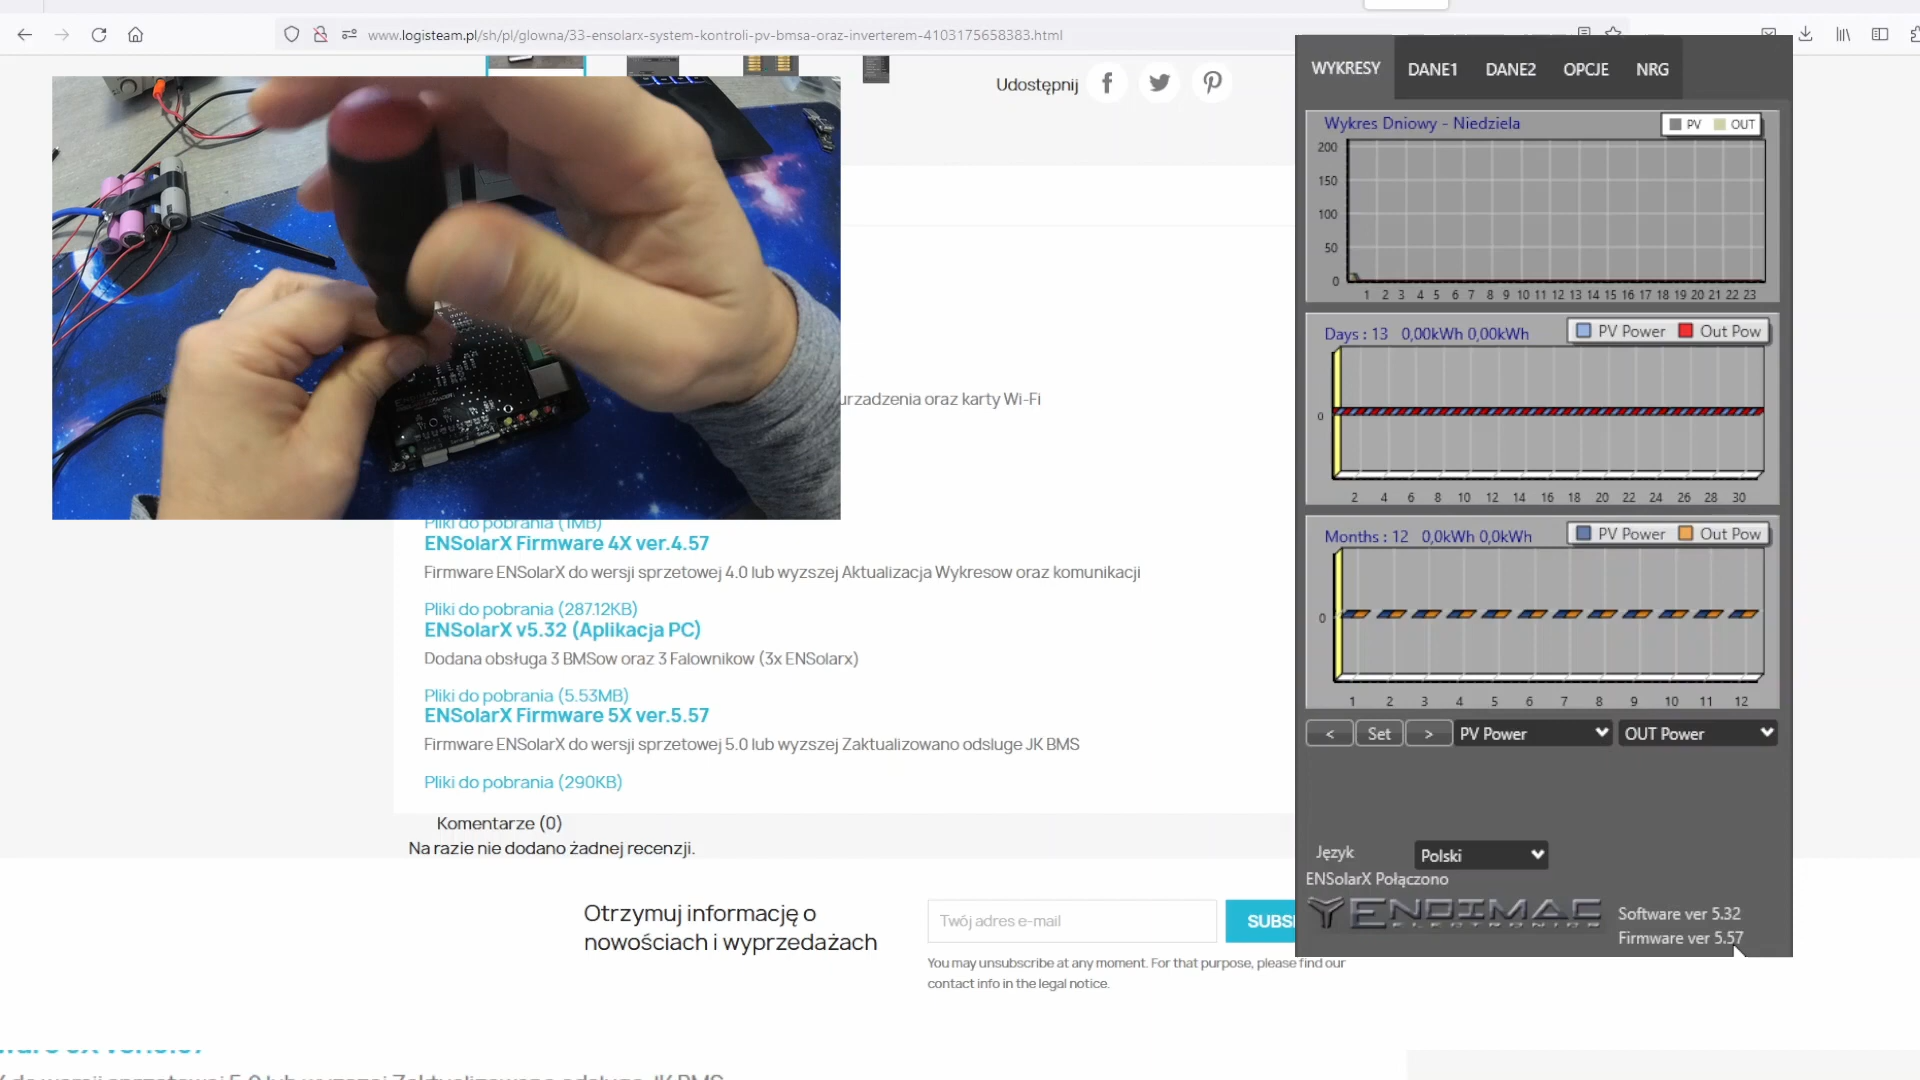 www.logisteam.pl/sh/pl/glowna/33-ensolarx-system-kontroli-pv-bmsa-oraz-inverterem-4103175658383.html
Udostępnij
urzadzenia oraz karty Wi-Fi
Pliki do pobrania (1MB)
ENSolarX Firmware 4X ver.4.57
Firmware ENSolarX do wersji sprzetowej 4.0 lub wyzszej Aktualizacja Wykresow oraz komunikacji
Pliki do pobrania (287.12KB)
ENSolarX v5.32 (Aplikacja PC)
Dodana obsługa 3 BMSow oraz 3 Falownikow (3x ENSolarx)
Pliki do pobrania (5.53MB)
ENSolarX Firmware 5X ver.5.57
Firmware ENSolarX do wersji sprzetowej 5.0 lub wyzszej Zaktualizowano odsluge JK BMS
Pliki do pobrania (290KB)
Komentarze (0)
Na razie nie dodano żadnej recenzji.
Otrzymuj informację o
nowościach i wyprzedażach
Twój adres e-mail
SUBS
You may unsubscribe at any moment. For that purpose, please find our
contact info in the legal notice.
WYKRESY DANE1 DANE2 OPCJE NRG
Wykres Dniowy - Niedziela
PV OUT
200
150
100
50
0
1 2 3 4 5 6 7 8 9 10 11 12 13 14 15 16 17 18 19 20 21 22 23
Days : 13 0,00kWh 0,00kWh
PV Power Out Pow
0
2 4 6 8 10 12 14 16 18 20 22 24 26 28 30
Months : 12 0,0kWh 0,0kWh
PV Power Out Pow
0
1 2 3 4 5 6 7 8 9 10 11 12
< Set > PV Power OUT Power
Język Polski
ENSolarX Połączono
ENDIMAC
ELECTRONICS
Software ver 5.32
Firmware ver 5.57